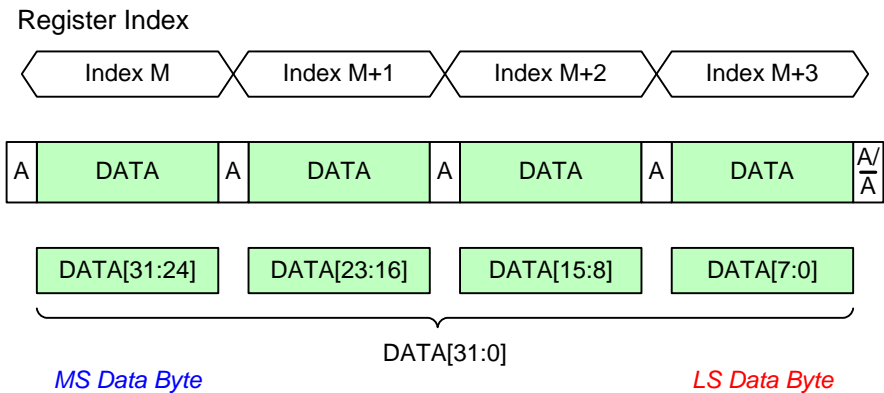 Register Index
Index M Index M+1 Index M+2 Index M+3
A DATA A DATA A DATA A DATA A/
A̅
DATA[31:24] DATA[23:16] DATA[15:8] DATA[7:0]
DATA[31:0]
MS Data Byte LS Data Byte